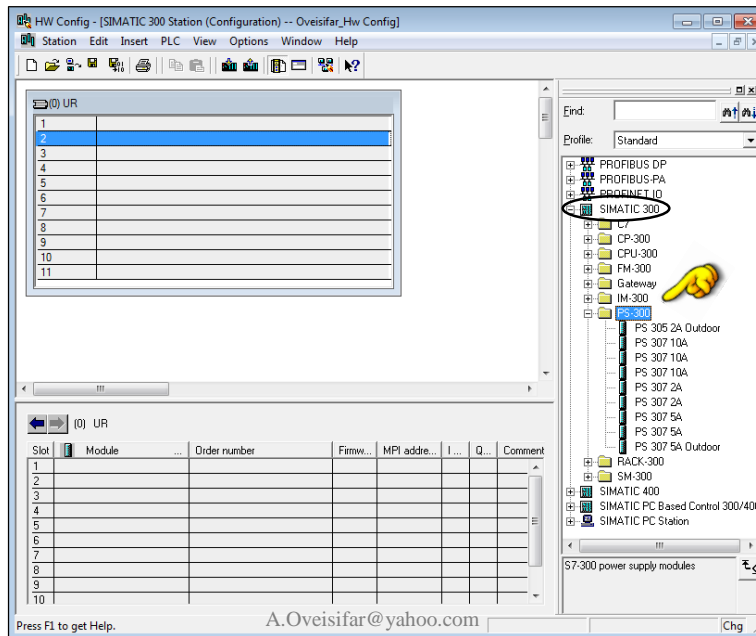 HW Config - [SIMATIC 300 Station (Configuration) -- Oveisifar_Hw Config]
Station Edit Insert PLC View Options Window Help
(0) UR
1
2
3
4
5
6
7
8
9
10
11
Find:
Profile: Standard
PROFIBUS DP
PROFIBUS-PA
PROFINET IO
SIMATIC 300
C7
CP-300
CPU-300
FM-300
Gateway
IM-300
PS-300
PS 305 2A Outdoor
PS 307 10A
PS 307 10A
PS 307 10A
PS 307 2A
PS 307 2A
PS 307 5A
PS 307 5A
PS 307 5A Outdoor
RACK-300
SM-300
SIMATIC 400
SIMATIC PC Based Control 300/400
SIMATIC PC Station
S7-300 power supply modules
(0) UR
Slot Module ... Order number Firmw... MPI addre... I ... Q... Comment
1
2
3
4
5
6
7
8
9
10
Press F1 to get Help.
A.Oveisifar@yahoo.com
Chg